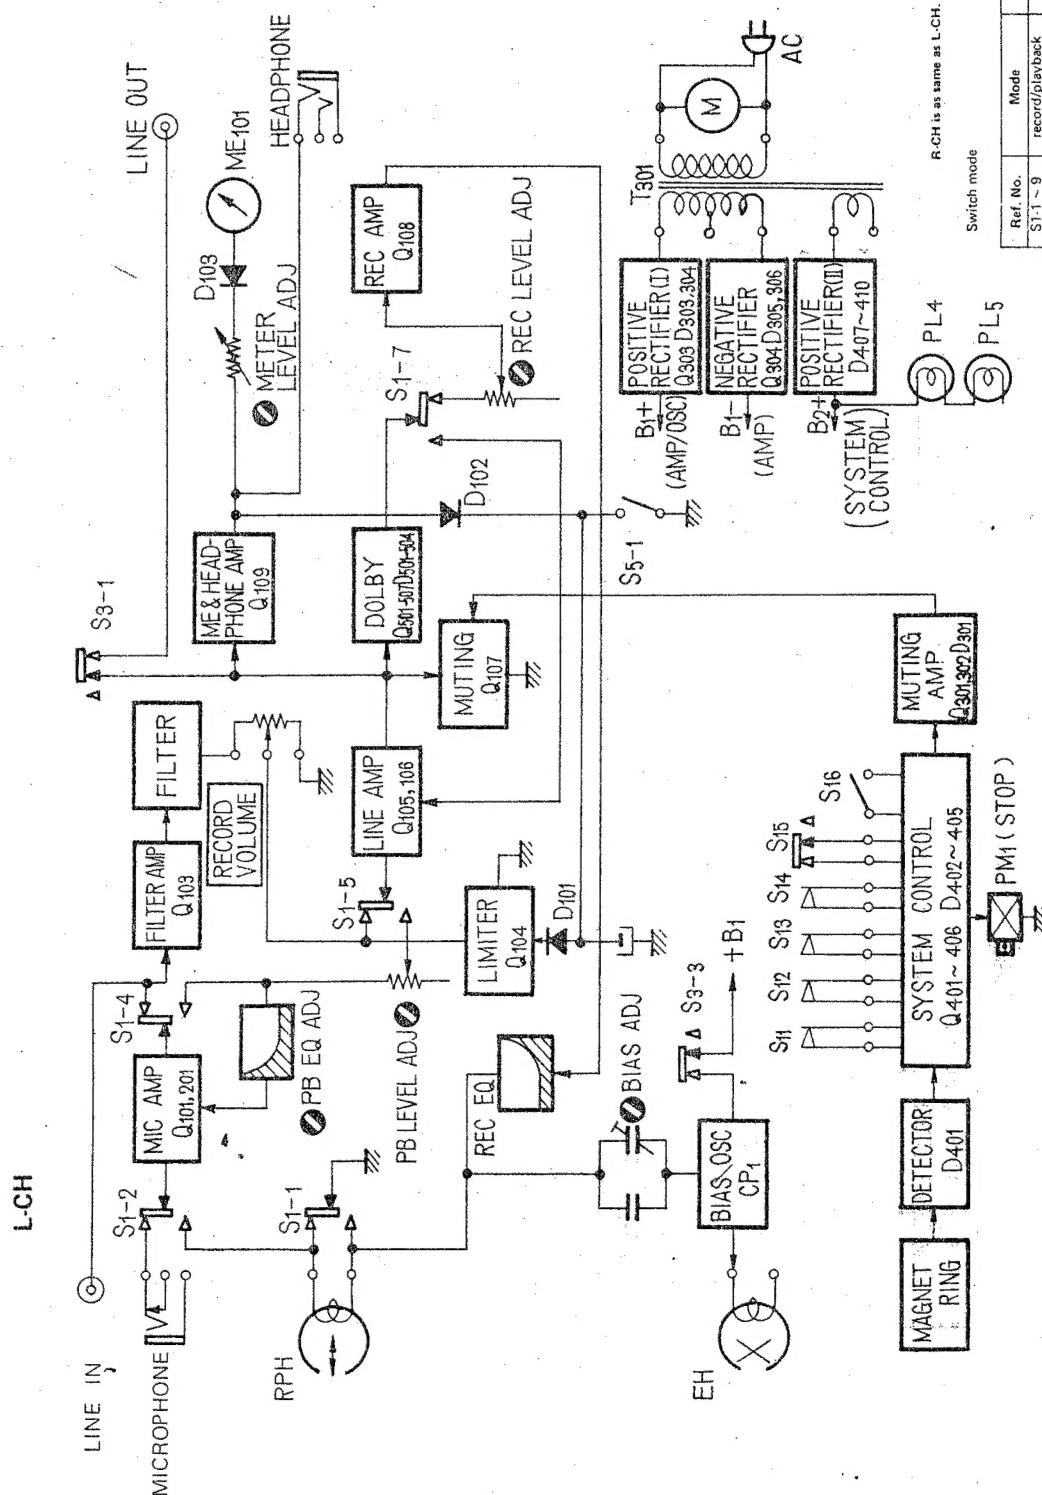 L-CH
LINE IN
MICROPHONE
S1-2
MIC AMP
Q101,201
S1-4
FILTER AMP
Q103
FILTER
RECORD
VOLUME
S3-1
LINE OUT
RPH
S1-1
PB EQ ADJ
PB LEVEL ADJ
S1-5
LINE AMP
Q105,106
LIMITER
Q104
D101
ME&HEAD-
PHONE AMP
Q109
METER
LEVEL ADJ
D103
ME101
HEADPHONE
DOLBY
Q501~507D501~504
MUTING
Q107
D102
S1-7
REC AMP
Q108
REC LEVEL ADJ
REC EQ
BIAS ADJ
S5-1
EH
BIAS OSC
CP1
S3-3
+B1
MAGNET
RING
DETECTOR
D401
SYSTEM CONTROL
Q401~406 D402~405
S11
S12
S13
S14
S15
S16
PM1 (STOP)
MUTING
AMP
Q301,302D301
B1+
(AMP/OSC)
POSITIVE
RECTIFIER(I)
Q303 D303,304
B1-
(AMP)
NEGATIVE
RECTIFIER
Q304D305,306
B2+
(SYSTEM
CONTROL)
POSITIVE
RECTIFIER(II)
D407~410
T301
M
AC
PL4
PL5
R-CH is as same as L-CH.
Switch mode
Ref. No. Mode
S1-1 ~ 9 record/playback